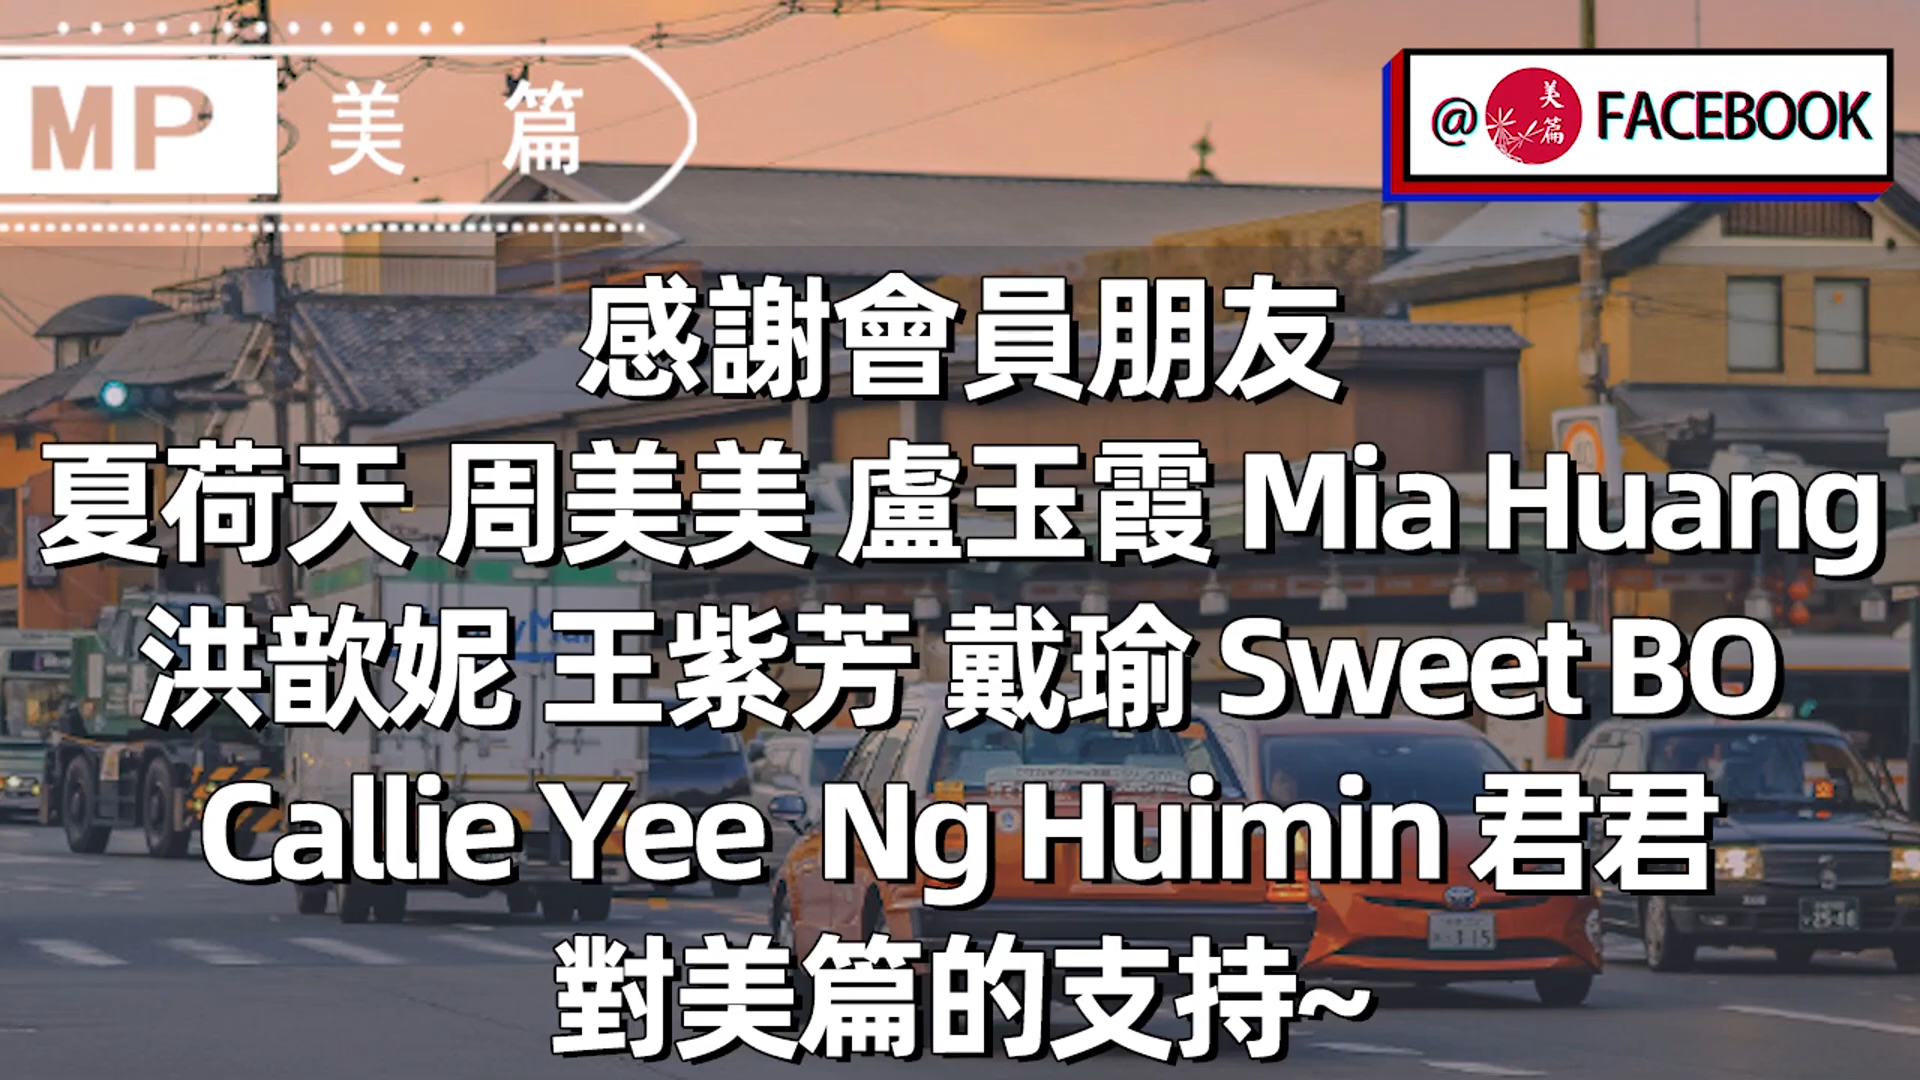 MP 美 篇
@ 美篇 FACEBOOK
感謝會員朋友
夏荷天 周美美 盧玉霞 Mia Huang
洪歆妮 王紫芳 戴瑜 Sweet BO
Callie Yee Ng Huimin 君君
對美篇的支持~